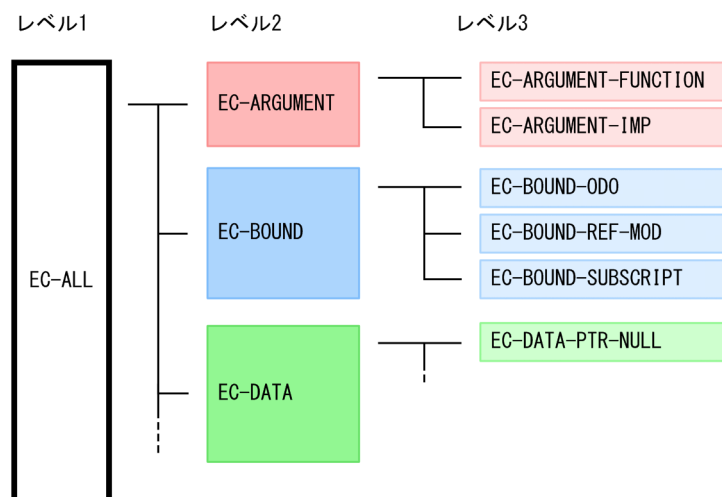 レベル1
レベル2
レベル3
EC-ALL
EC-ARGUMENT
EC-ARGUMENT-FUNCTION
EC-ARGUMENT-IMP
EC-BOUND
EC-BOUND-ODO
EC-BOUND-REF-MOD
EC-BOUND-SUBSCRIPT
EC-DATA
EC-DATA-PTR-NULL